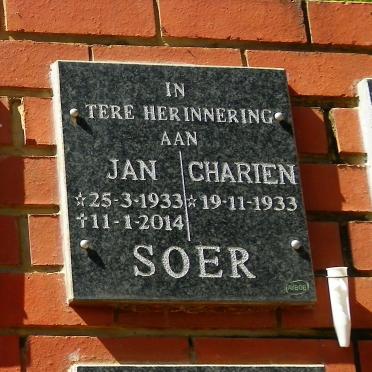 IN
TERE HERINNERING
AAN
JAN CHARIEN
☆25-3-1933 ☆19-11-1933
†11-1-2014
SOER